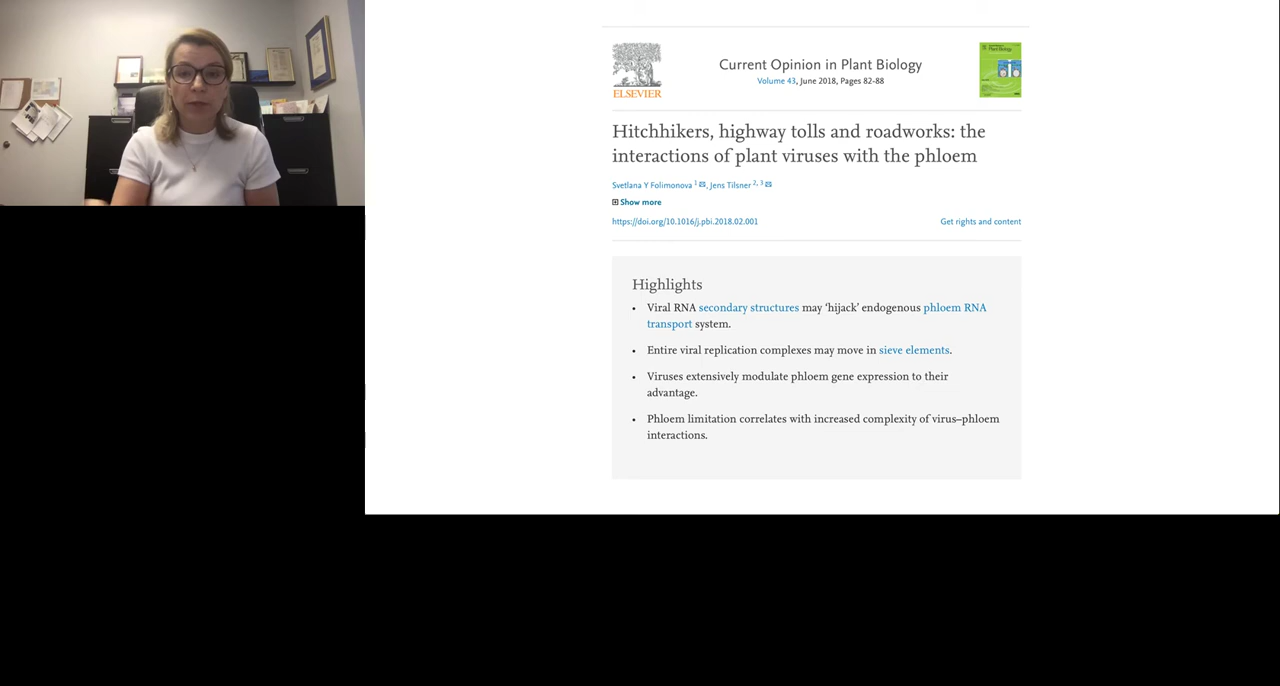 ELSEVIER
Current Opinion in Plant Biology
Volume 43, June 2018, Pages 82-88
Hitchhikers, highway tolls and roadworks: the
interactions of plant viruses with the phloem
Svetlana Y Folimonova 1, Jens Tilsner 2, 3
Show more
https://doi.org/10.1016/j.pbi.2018.02.001
Get rights and content
Highlights
• Viral RNA secondary structures may ‘hijack’ endogenous phloem RNA
transport system.
• Entire viral replication complexes may move in sieve elements.
• Viruses extensively modulate phloem gene expression to their
advantage.
• Phloem limitation correlates with increased complexity of virus–phloem
interactions.